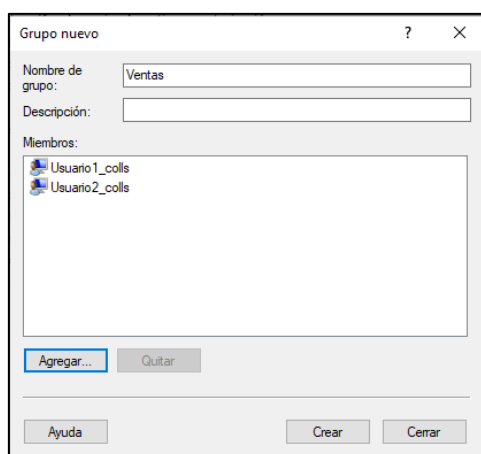 Grupo nuevo ?
Nombre de
grupo:
Ventas
Descripción:
Miembros:
Usuario1_colls
Usuario2_colls
Agregar... Quitar
Ayuda Crear Cerrar